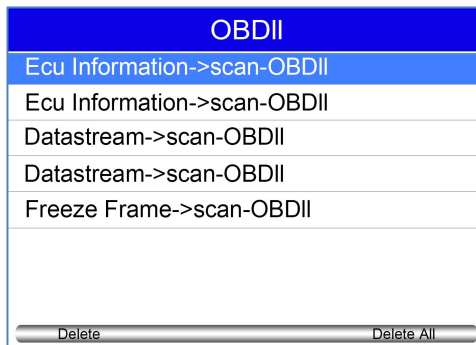 OBDll
Ecu Information->scan-OBDll
Ecu Information->scan-OBDll
Datastream->scan-OBDll
Datastream->scan-OBDll
Freeze Frame->scan-OBDll
Delete Delete All